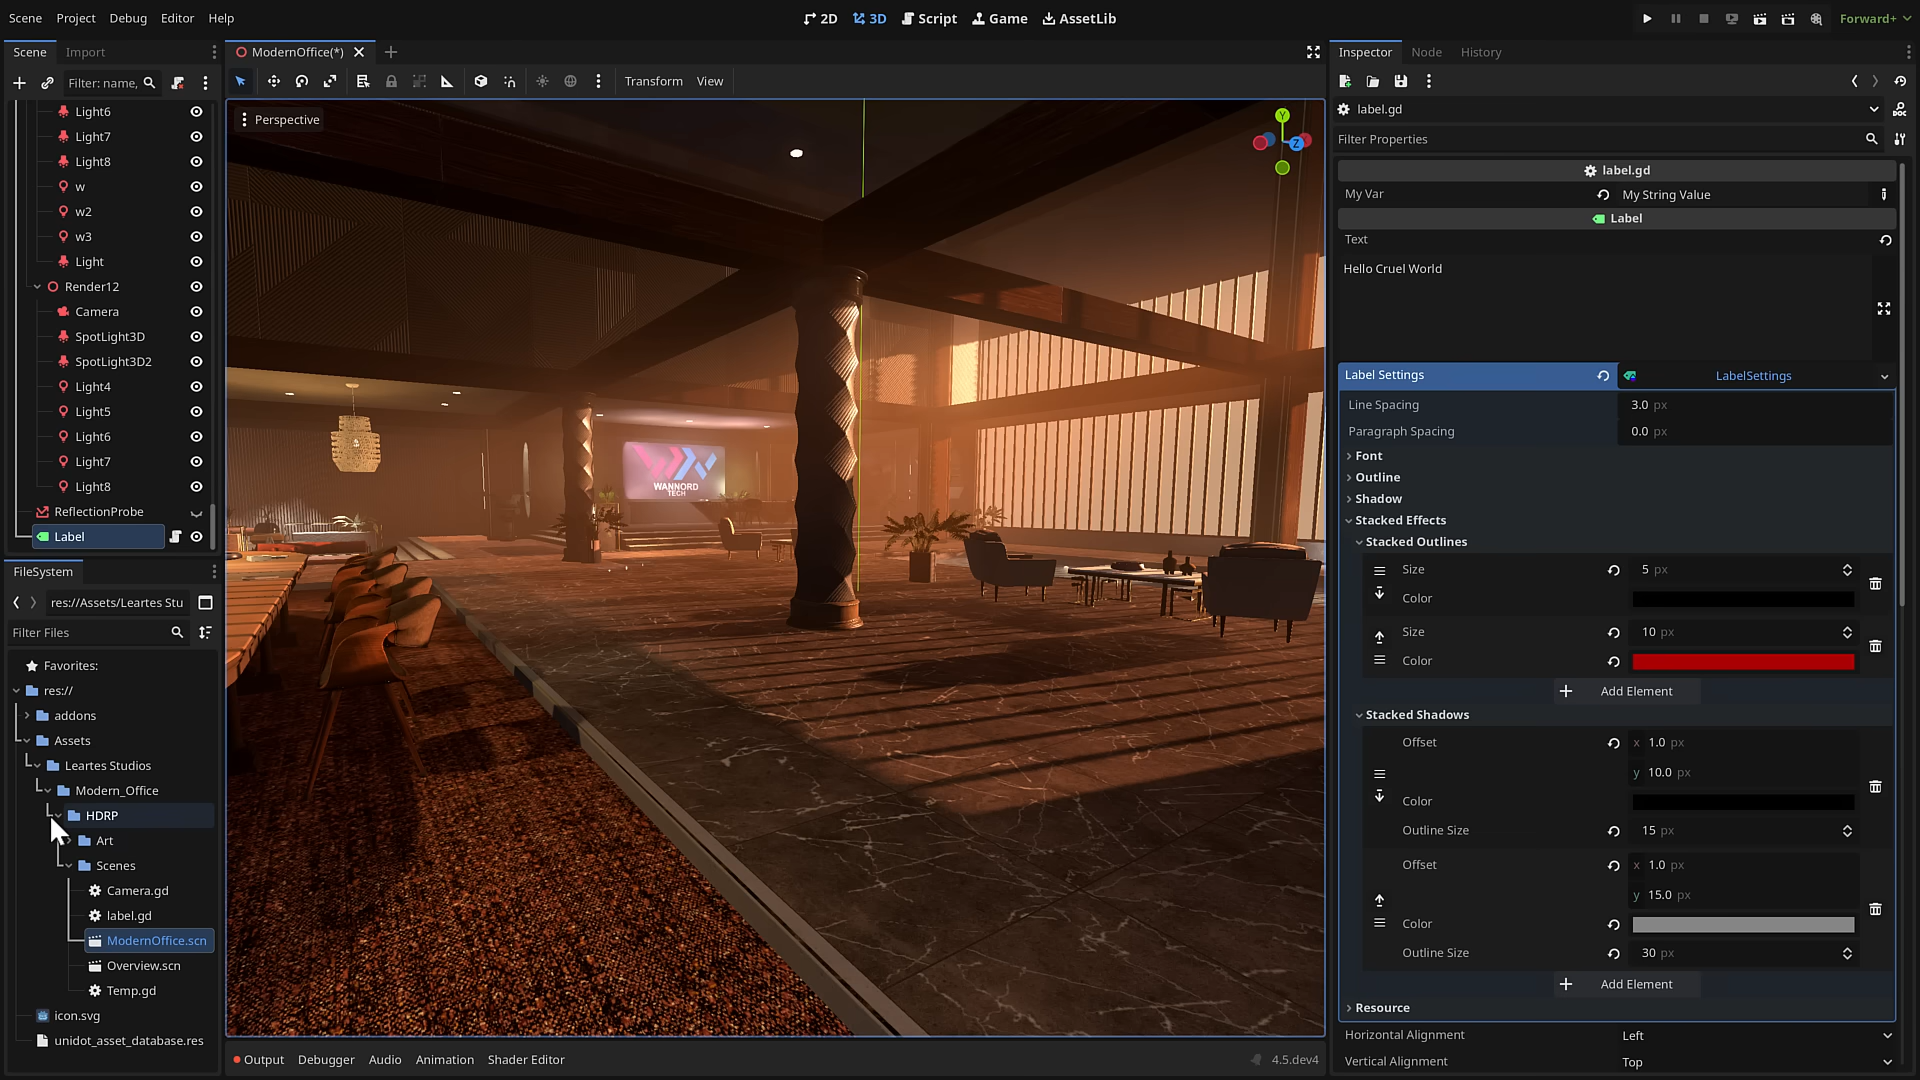 Scene Project Debug Editor Help
2D 3D Script Game AssetLib
Forward+
Scene Import
Filter: name,
Light6
Light7
Light8
w
w2
w3
Light
Render12
Camera
SpotLight3D
SpotLight3D2
Light4
Light5
Light6
Light7
Light8
ReflectionProbe
Label
FileSystem
res://Assets/Leartes Stu
Filter Files
Favorites:
res://
addons
Assets
Leartes Studios
Modern_Office
HDRP
Art
Scenes
Camera.gd
label.gd
ModernOffice.scn
Overview.scn
Temp.gd
icon.svg
unidot_asset_database.res
ModernOffice(*)
Transform View
Perspective
Y
Z
WANNORD
TECH
Output Debugger Audio Animation Shader Editor
4.5.dev4
Inspector Node History
label.gd
DOC
Filter Properties
label.gd
My Var My String Value
Label
Text
Hello Cruel World
Label Settings LabelSettings
Line Spacing 3.0 px
Paragraph Spacing 0.0 px
Font
Outline
Shadow
Stacked Effects
Stacked Outlines
Size 5 px
Color
Size 10 px
Color
Add Element
Stacked Shadows
Offset x 1.0 px
y 10.0 px
Color
Outline Size 15 px
Offset x 1.0 px
y 15.0 px
Color
Outline Size 30 px
Add Element
Resource
Horizontal Alignment Left
Vertical Alignment Top